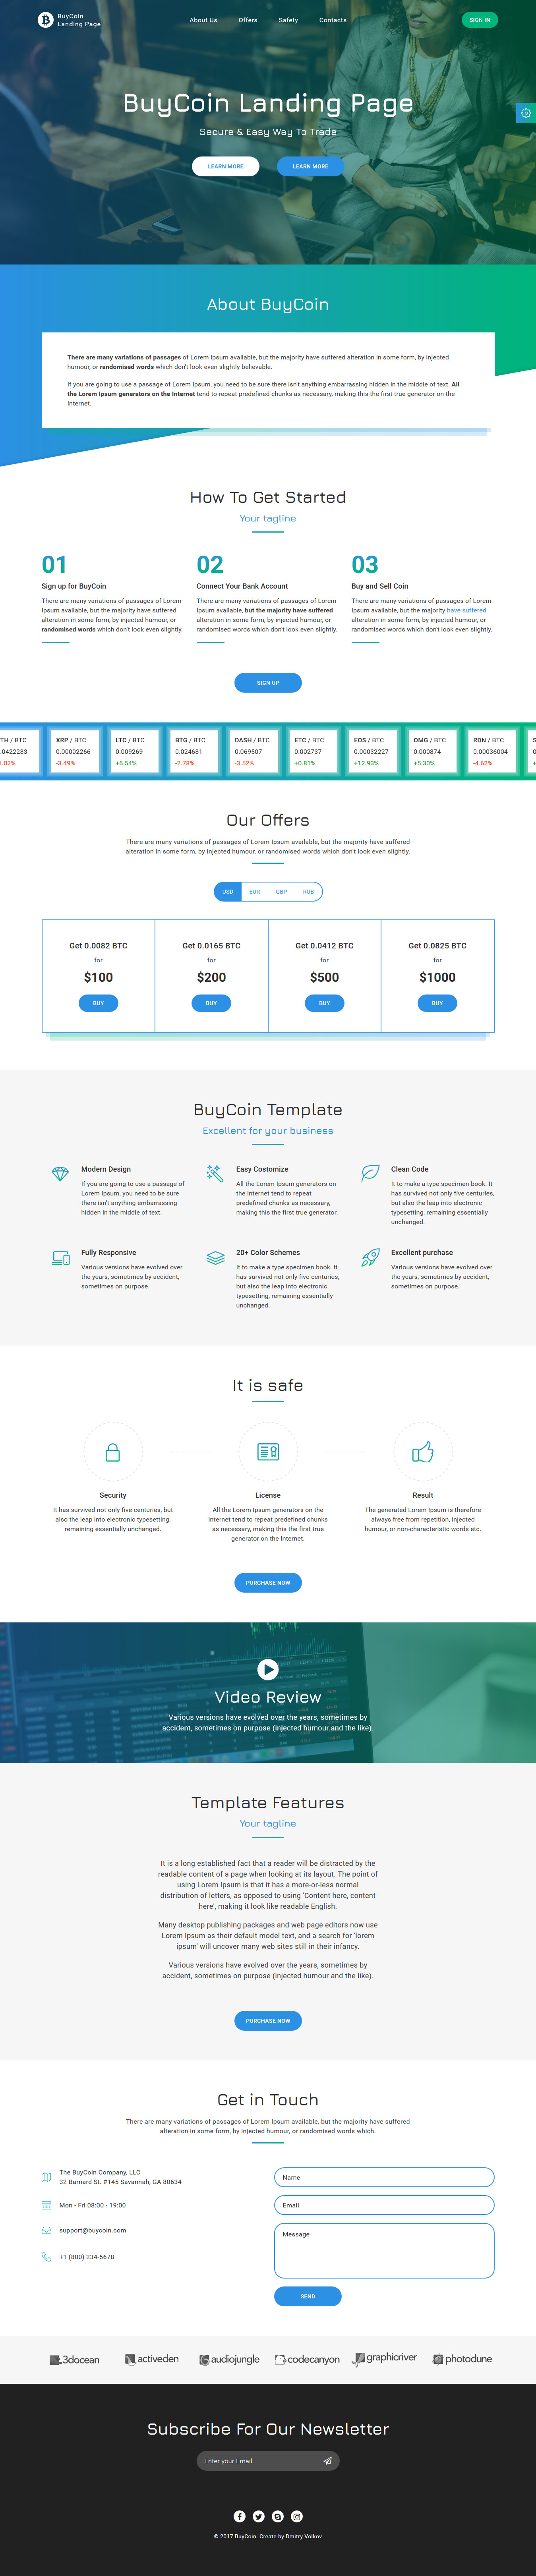 BuyCoin
Landing Page
About Us
Offers
Safety
Contacts
SIGN IN
BuyCoin Landing Page
Secure & Easy Way To Trade
LEARN MORE
LEARN MORE
About BuyCoin
There are many variations of passages of Lorem Ipsum available, but the majority have suffered alteration in some form, by injected
humour, or randomised words which don't look even slightly believable.
If you are going to use a passage of Lorem Ipsum, you need to be sure there isn't anything embarrassing hidden in the middle of text. All
the Lorem Ipsum generators on the Internet tend to repeat predefined chunks as necessary, making this the first true generator on the
Internet.
How To Get Started
Your tagline
01
Sign up for BuyCoin
There are many variations of passages of Lorem
Ipsum available, but the majority have suffered
alteration in some form, by injected humour, or
randomised words which don't look even slightly.
02
Connect Your Bank Account
There are many variations of passages of Lorem
Ipsum available, but the majority have suffered
alteration in some form, by injected humour, or
randomised words which don't look even slightly.
03
Buy and Sell Coin
There are many variations of passages of Lorem
Ipsum available, but the majority have suffered
alteration in some form, by injected humour, or
randomised words which don't look even slightly.
SIGN UP
TH / BTC
.0422283
1.02%
XRP / BTC
0.00002266
-3.49%
LTC / BTC
0.009269
+6.54%
BTG / BTC
0.024681
-2.78%
DASH / BTC
0.069507
-3.52%
ETC / BTC
0.002737
+0.81%
EOS / BTC
0.00032227
+12.93%
OMG / BTC
0.000874
+5.30%
RDN / BTC
0.00036004
-4.62%
S
0
+
Our Offers
There are many variations of passages of Lorem Ipsum available, but the majority have suffered
alteration in some form, by injected humour, or randomised words which don't look even slightly.
USD
EUR
GBP
RUB
Get 0.0082 BTC
for
$100
BUY
Get 0.0165 BTC
for
$200
BUY
Get 0.0412 BTC
for
$500
BUY
Get 0.0825 BTC
for
$1000
BUY
BuyCoin Template
Excellent for your business
Modern Design
If you are going to use a passage of
Lorem Ipsum, you need to be sure
there isn't anything embarrassing
hidden in the middle of text.
Easy Costomize
All the Lorem Ipsum generators on
the Internet tend to repeat
predefined chunks as necessary,
making this the first true generator.
Clean Code
It to make a type specimen book. It
has survived not only five centuries,
but also the leap into electronic
typesetting, remaining essentially
unchanged.
Fully Responsive
Various versions have evolved over
the years, sometimes by accident,
sometimes on purpose.
20+ Color Schemes
It to make a type specimen book. It
has survived not only five centuries,
but also the leap into electronic
typesetting, remaining essentially
unchanged.
Excellent purchase
Various versions have evolved over
the years, sometimes by accident,
sometimes on purpose.
It is safe
Security
It has survived not only five centuries, but
also the leap into electronic typesetting,
remaining essentially unchanged.
License
All the Lorem Ipsum generators on the
Internet tend to repeat predefined chunks
as necessary, making this the first true
generator on the Internet.
Result
The generated Lorem Ipsum is therefore
always free from repetition, injected
humour, or non-characteristic words etc.
PURCHASE NOW
Video Review
Various versions have evolved over the years, sometimes by
accident, sometimes on purpose (injected humour and the like).
Template Features
Your tagline
It is a long established fact that a reader will be distracted by the
readable content of a page when looking at its layout. The point of
using Lorem Ipsum is that it has a more-or-less normal
distribution of letters, as opposed to using 'Content here, content
here', making it look like readable English.
Many desktop publishing packages and web page editors now use
Lorem Ipsum as their default model text, and a search for 'lorem
ipsum' will uncover many web sites still in their infancy.
Various versions have evolved over the years, sometimes by
accident, sometimes on purpose (injected humour and the like).
PURCHASE NOW
Get in Touch
There are many variations of passages of Lorem Ipsum available, but the majority have suffered
alteration in some form, by injected humour, or randomised words which.
The BuyCoin Company, LLC
32 Barnard St. #145 Savannah, GA 80634
Mon - Fri 08:00 - 19:00
support@buycoin.com
+1 (800) 234-5678
Name
Email
Message
SEND
3docean
activeden
audiojungle
codecanyon
graphicriver
photodune
Subscribe For Our Newsletter
Enter your Email
© 2017 BuyCoin. Create by Dmitry Volkov